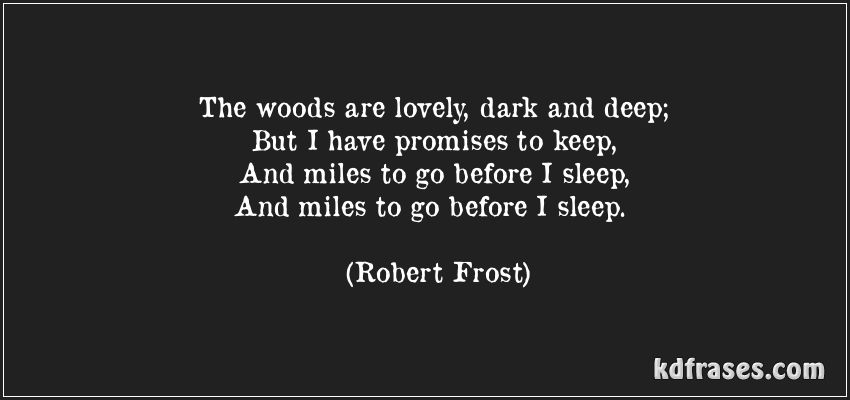 The woods are lovely, dark and deep;
But I have promises to keep,
And miles to go before I sleep,
And miles to go before I sleep.
(Robert Frost)
kdfrases.com